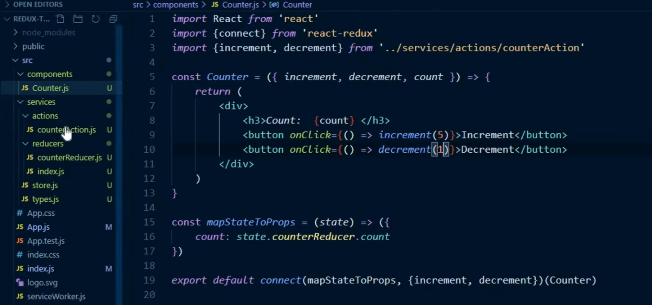 OPEN EDITORS
REDUX-T...
node_modules
public
src
components
Counter.js U
services
actions
counterAction.js U
reducers
counterReducer.js U
index.js U
store.js U
types.js U
App.css
App.js M
App.test.js
index.css
index.js M
logo.svg
serviceWorker.js
src > components > JS Counter.js > Counter
1 import React from 'react'
2 import {connect} from 'react-redux'
3 import {increment, decrement} from '../services/actions/counterAction'
4
5 const Counter = ({ increment, decrement, count }) => {
6 return (
7 <div>
8 <h3>Count: {count} </h3>
9 <button onClick={() => increment(5)}>Increment</button>
10 <button onClick={() => decrement(1)}>Decrement</button>
11 </div>
12 )
13 }
14
15 const mapStateToProps = (state) => ({
16 count: state.counterReducer.count
17 })
18
19 export default connect(mapStateToProps, {increment, decrement})(Counter)
20